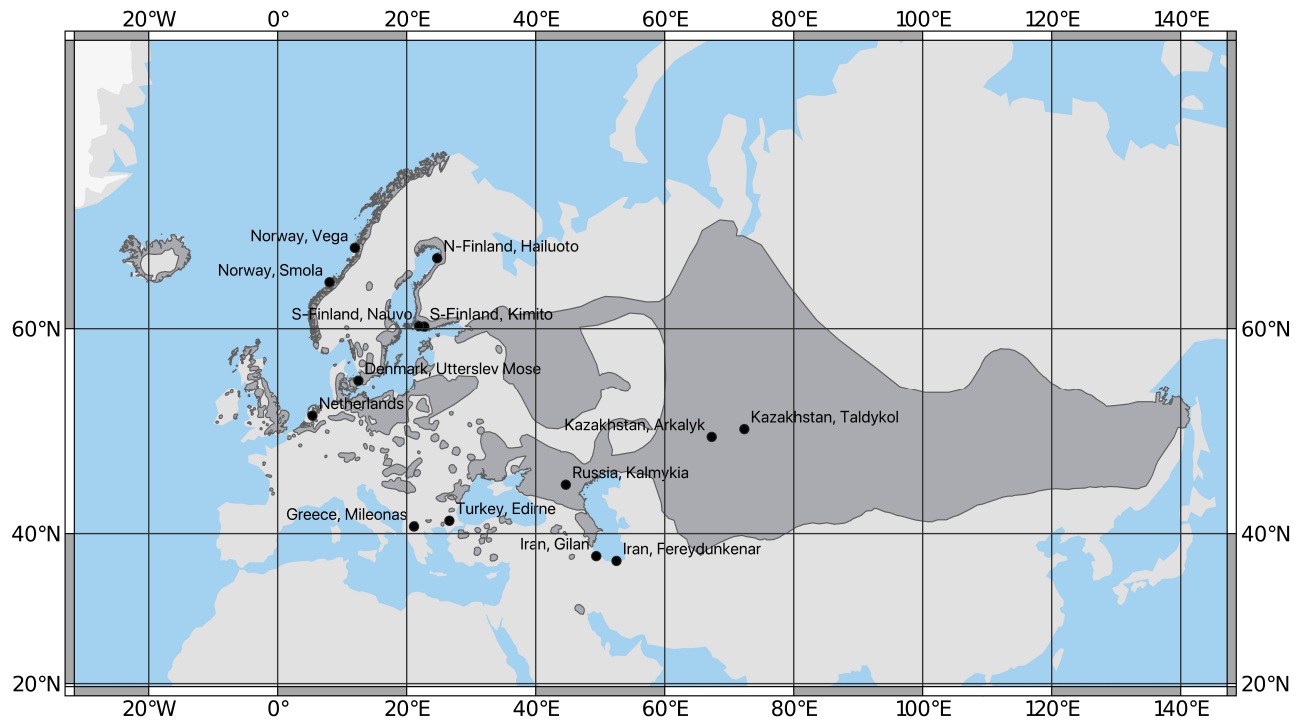 20°W 0° 20°E 40°E 60°E 80°E 100°E 120°E 140°E
Norway, Vega
N-Finland, Hailuoto
Norway, Smola
S-Finland, Nauvo S-Finland, Kimito
60°N 60°N
Denmark, Utterslev Mose
Netherlands
Kazakhstan, Taldykol
Kazakhstan, Arkalyk
Russia, Kalmykia
Turkey, Edirne
Greece, Mileonas
40°N 40°N
Iran, Gilan Iran, Fereydunkenar
20°N 20°N
20°W 0° 20°E 40°E 60°E 80°E 100°E 120°E 140°E